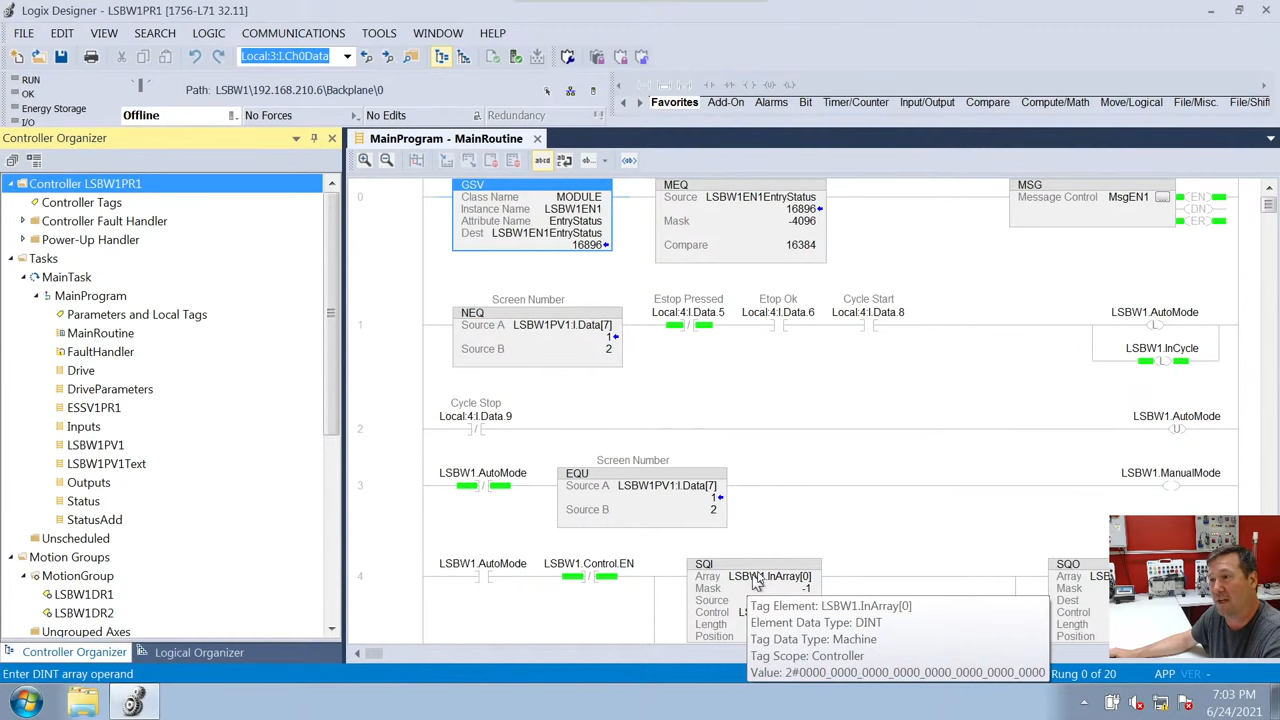 Logix Designer - LSBW1PR1 [1756-L71 32.11]
FILE EDIT VIEW SEARCH LOGIC COMMUNICATIONS TOOLS WINDOW HELP
Local:3:I.Ch0Data
RUN
OK
Energy Storage
I/O
Path: LSBW1\192.168.210.6\Backplane\0
Offline
No Forces
No Edits
Redundancy
Favorites Add-On Alarms Bit Timer/Counter Input/Output Compare Compute/Math Move/Logical File/Misc. File/Shift
Controller Organizer
MainProgram - MainRoutine
Controller LSBW1PR1
Controller Tags
Controller Fault Handler
Power-Up Handler
Tasks
MainTask
MainProgram
Parameters and Local Tags
MainRoutine
FaultHandler
Drive
DriveParameters
ESSV1PR1
Inputs
LSBW1PV1
LSBW1PV1Text
Outputs
Status
StatusAdd
Unscheduled
Motion Groups
MotionGroup
LSBW1DR1
LSBW1DR2
Ungrouped Axes
Controller Organizer
Logical Organizer
0
GSV
Class Name MODULE
Instance Name LSBW1EN1
Attribute Name EntryStatus
Dest LSBW1EN1EntryStatus
16896
MEQ
Source LSBW1EN1EntryStatus
16896
Mask -4096
Compare 16384
MSG
Message Control MsgEN1 ...
EN
DN
ER
1
Screen Number
NEQ
Source A LSBW1PV1:I.Data[7]
1
Source B 2
Estop Pressed
Local:4:I.Data.5
Etop Ok
Local:4:I.Data.6
Cycle Start
Local:4:I.Data.8
LSBW1.AutoMode
L
LSBW1.InCycle
L
2
Cycle Stop
Local:4:I.Data.9
LSBW1.AutoMode
U
3
LSBW1.AutoMode
Screen Number
EQU
Source A LSBW1PV1:I.Data[7]
1
Source B 2
LSBW1.ManualMode
4
LSBW1.AutoMode
LSBW1.Control.EN
SQI
Array LSBW1.InArray[0]
Mask -1
Source
Control
Length
Position
SQO
Array
Mask
Dest
Control
Length
Position
Tag Element: LSBW1.InArray[0]
Element Data Type: DINT
Tag Data Type: Machine
Tag Scope: Controller
Value: 2#0000_0000_0000_0000_0000_0000_0000_0000
Enter DINT array operand
Rung 0 of 20
APP
VER
7:03 PM
6/24/2021